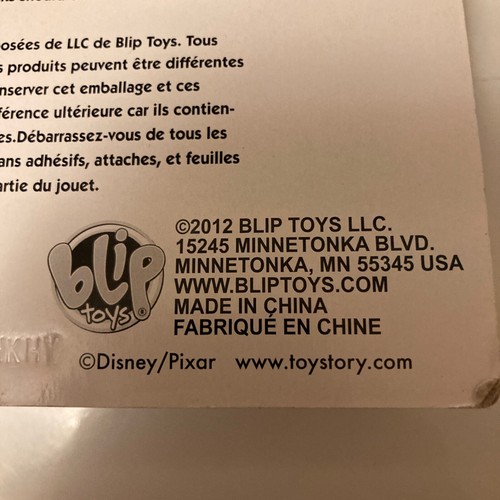 posées de LLC de Blip Toys. Tous
s produits peuvent être différentes
nserver cet emballage et ces
férence ultérieure car ils contien-
es.Débarrassez-vous de tous les
ans adhésifs, attaches, et feuilles
artie du jouet.
blip
toys®
©2012 BLIP TOYS LLC.
15245 MINNETONKA BLVD.
MINNETONKA, MN 55345 USA
WWW.BLIPTOYS.COM
MADE IN CHINA
FABRIQUÉ EN CHINE
KHY
©Disney/Pixar www.toystory.com